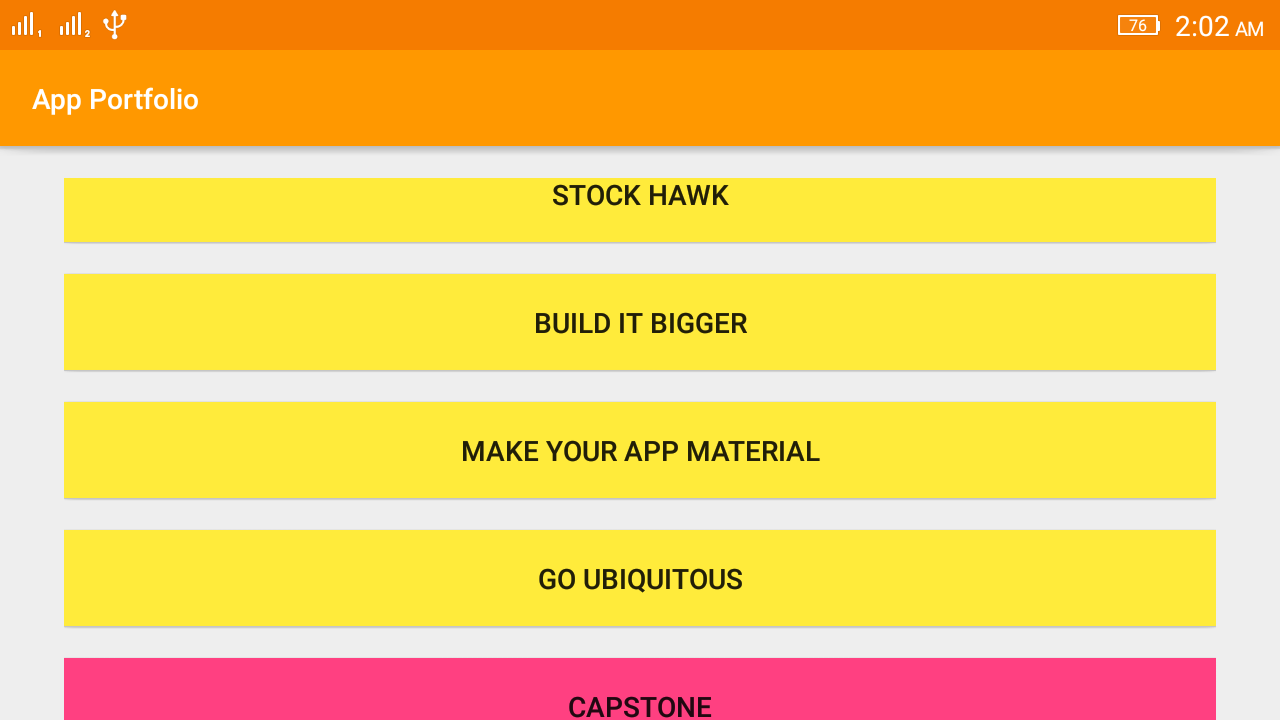 1 2 76 2:02 AM
App Portfolio
STOCK HAWK
BUILD IT BIGGER
MAKE YOUR APP MATERIAL
GO UBIQUITOUS
CAPSTONE